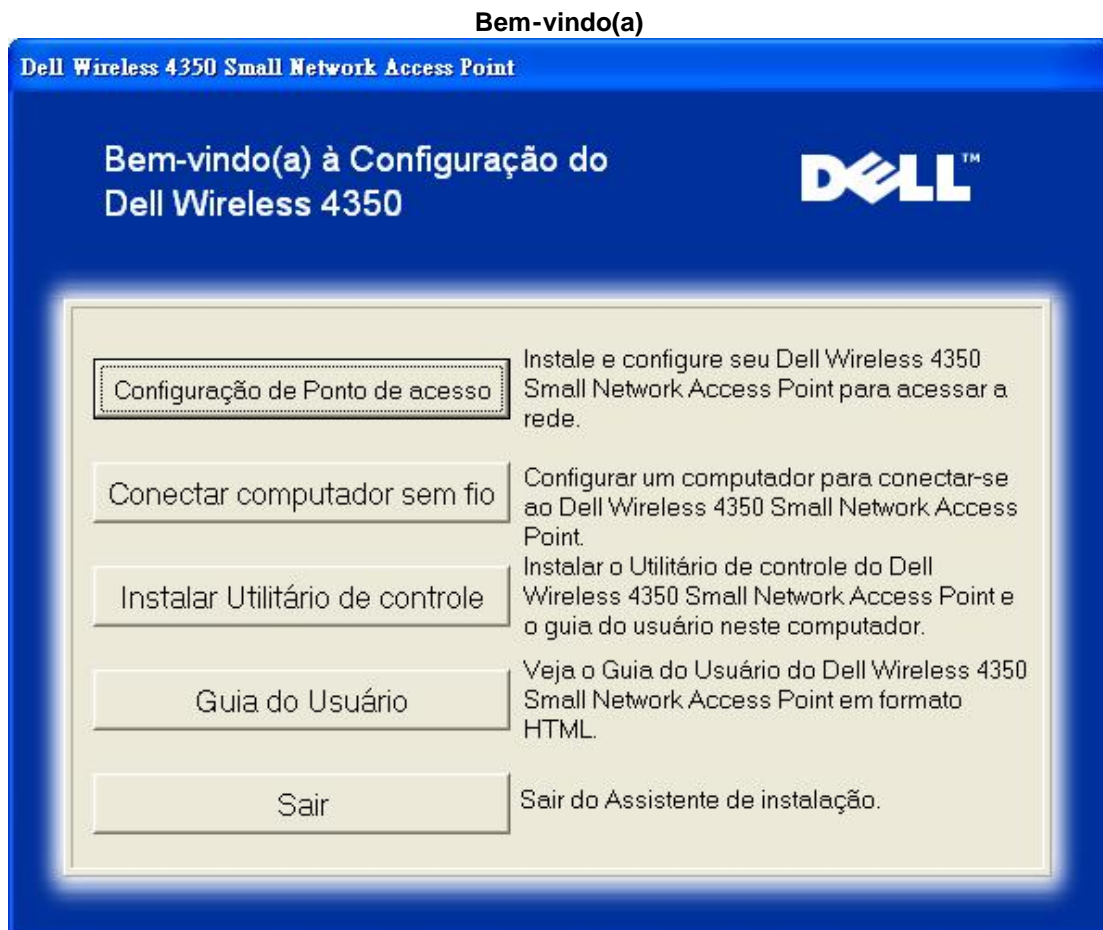 Bem-vindo(a)
Dell Wireless 4350 Small Network Access Point
Bem-vindo(a) à Configuração do
Dell Wireless 4350
DELL™
Configuração de Ponto de acesso
Instale e configure seu Dell Wireless 4350
Small Network Access Point para acessar a
rede.
Conectar computador sem fio
Configurar um computador para conectar-se
ao Dell Wireless 4350 Small Network Access
Point.
Instalar Utilitário de controle
Instalar o Utilitário de controle do Dell
Wireless 4350 Small Network Access Point e
o guia do usuário neste computador.
Guia do Usuário
Veja o Guia do Usuário do Dell Wireless 4350
Small Network Access Point em formato
HTML.
Sair
Sair do Assistente de instalação.